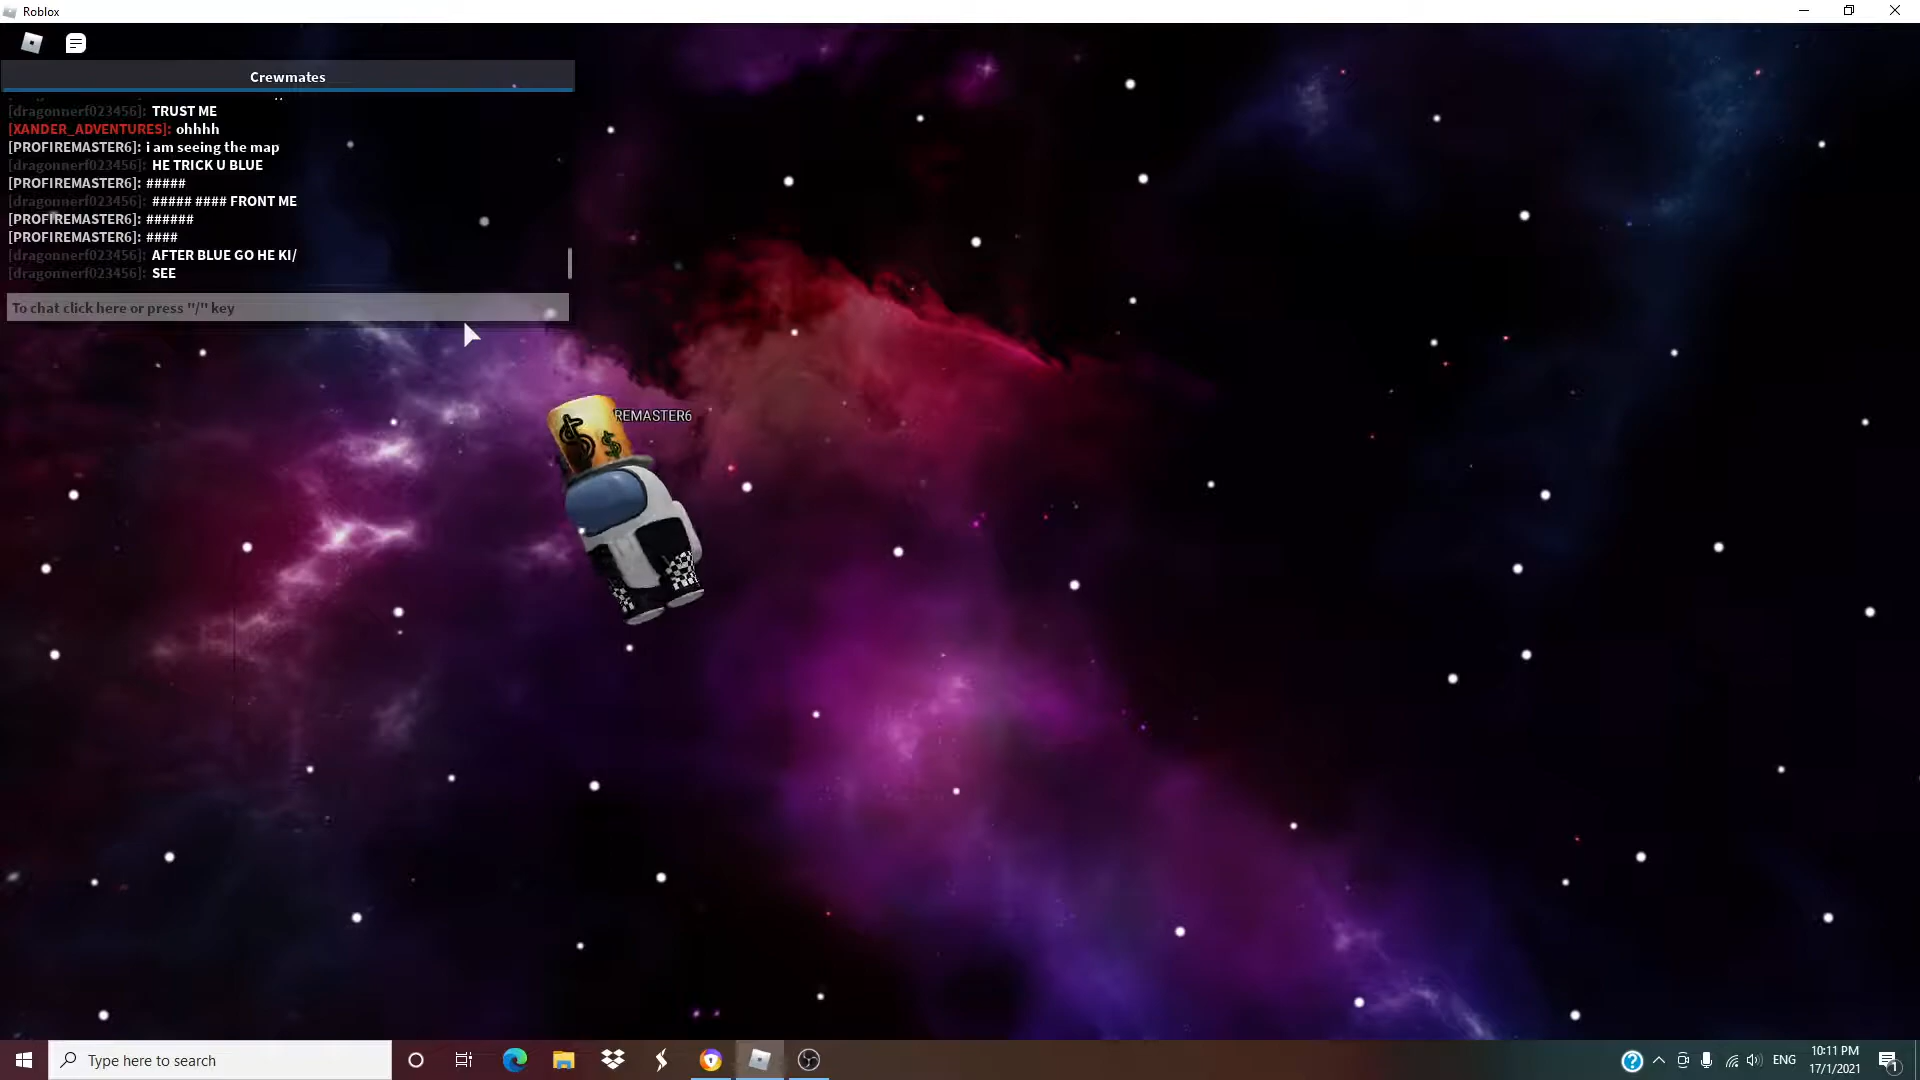 Roblox
Crewmates
[dragonnerf023456]: TRUST ME
[XANDER_ADVENTURES]: ohhhh
[PROFIREMASTER6]: i am seeing the map
[dragonnerf023456]: HE TRICK U BLUE
[PROFIREMASTER6]: #####
[dragonnerf023456]: ##### #### FRONT ME
[PROFIREMASTER6]: ######
[PROFIREMASTER6]: ####
[dragonnerf023456]: AFTER BLUE GO HE KI/
[dragonnerf023456]: SEE
To chat click here or press "/" key
REMASTER6
$ $
Type here to search
ENG
10:11 PM
17/1/2021
1